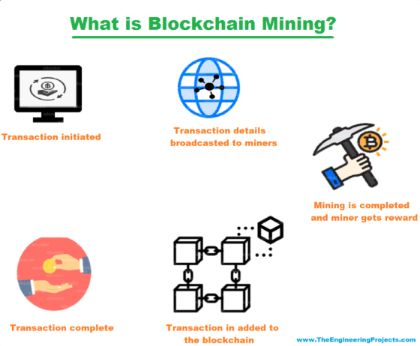 What is Blockchain Mining?
Transaction initiated
Transaction details
broadcasted to miners
Mining is completed
and miner gets reward
Transaction complete
Transaction in added to
the blockchain
www.TheEngineeringProjects.com